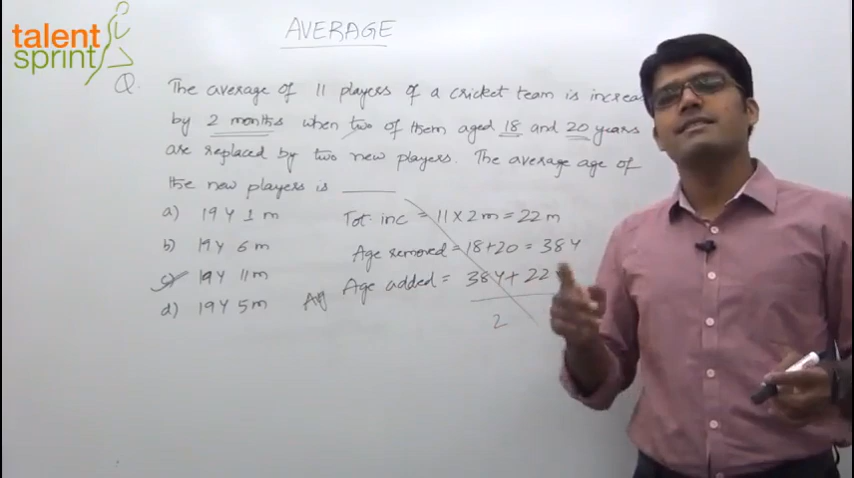 talent
sprint
AVERAGE
Q. The average of 11 players of a cricket team is increas
by 2 months when two of them aged 18 and 20 years
are replaced by two new players. The average age of
the new players is
a) 19 Y 1 m
Tot. inc = 11 X 2 m = 22 m
b) 19 Y 6 m
Age removed = 18+20 = 38 Y
c) 19 Y 11 m
Age added = 38 Y + 22
d) 19 Y 5 m
2